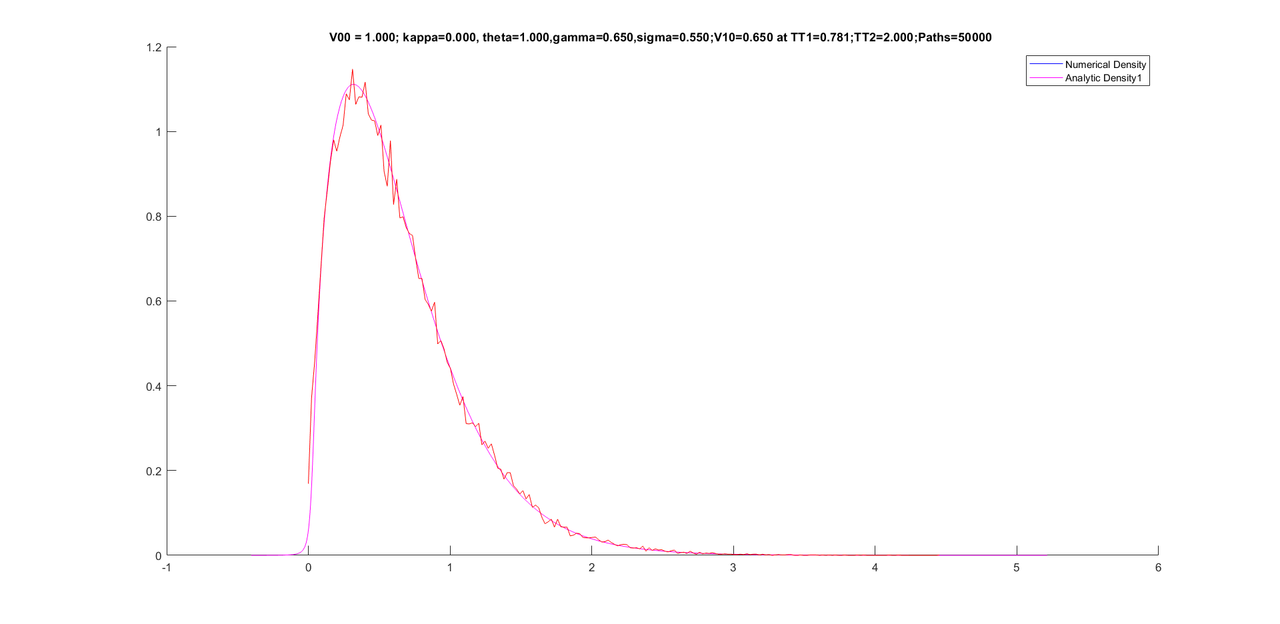 V00 = 1.000; kappa=0.000, theta=1.000,gamma=0.650,sigma=0.550;V10=0.650 at TT1=0.781;TT2=2.000;Paths=50000
Numerical Density
Analytic Density1
1.2
1
0.8
0.6
0.4
0.2
0
-1 0 1 2 3 4 5 6